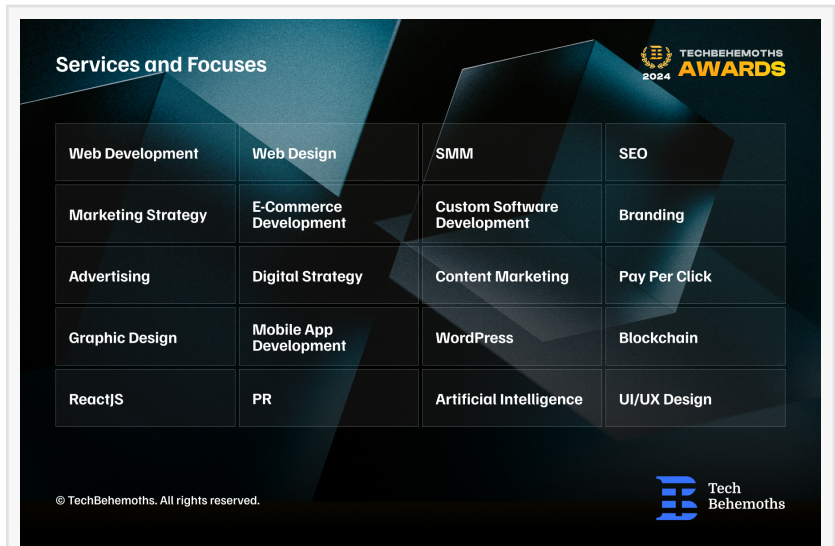 Services and Focuses
TECHBEHEMOTHS
2024 AWARDS
Web Development
Web Design
SMM
SEO
Marketing Strategy
E-Commerce
Development
Custom Software
Development
Branding
Advertising
Digital Strategy
Content Marketing
Pay Per Click
Graphic Design
Mobile App
Development
WordPress
Blockchain
ReactJS
PR
Artificial Intelligence
UI/UX Design
© TechBehemoths. All rights reserved.
Tech
Behemoths